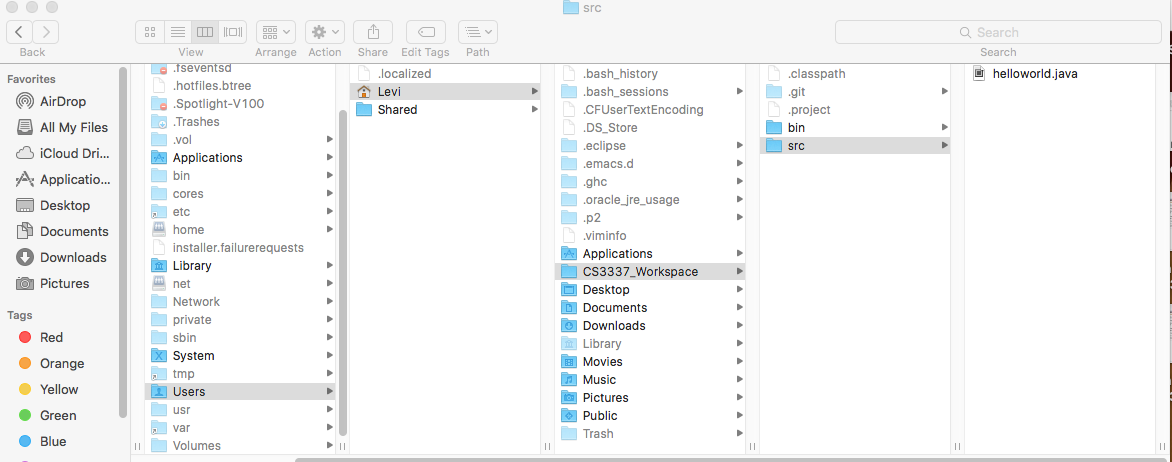 src
Back
View
Arrange
Action
Share
Edit Tags
Path
Search
Search
Favorites
AirDrop
All My Files
iCloud Dri...
Applicatio...
Desktop
Documents
Downloads
Pictures
Tags
Red
Orange
Yellow
Green
Blue
.fseventsd
.hotfiles.btree
.Spotlight-V100
.Trashes
.vol
Applications
bin
cores
etc
home
installer.failurerequests
Library
net
Network
private
sbin
System
tmp
Users
usr
var
Volumes
.localized
Levi
Shared
.bash_history
.bash_sessions
.CFUserTextEncoding
.DS_Store
.eclipse
.emacs.d
.ghc
.oracle_jre_usage
.p2
.viminfo
Applications
CS3337_Workspace
Desktop
Documents
Downloads
Library
Movies
Music
Pictures
Public
Trash
.classpath
.git
.project
bin
src
helloworld.java